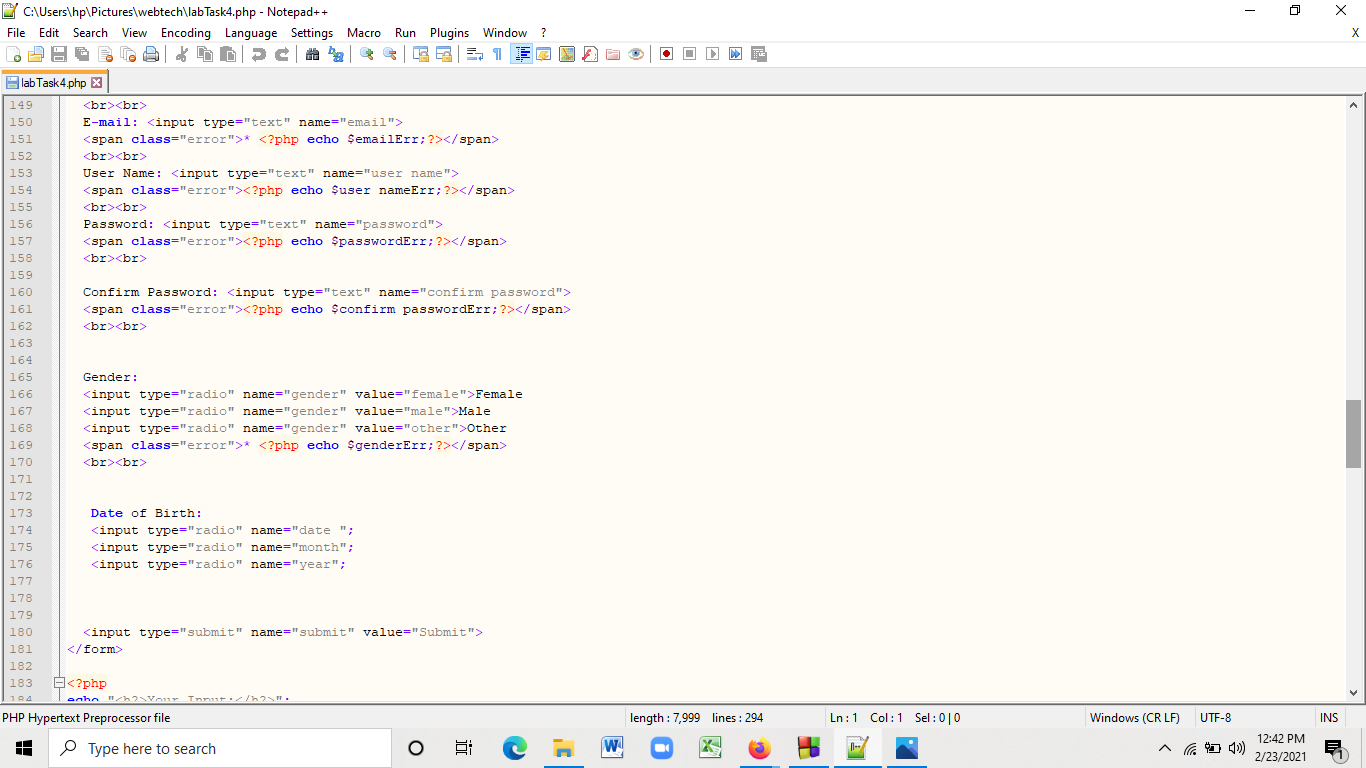 C:\Users\hp\Pictures\webtech\labTask4.php - Notepad++
File Edit Search View Encoding Language Settings Macro Run Plugins Window ? X
labTask4.php
149 <br><br>
150 E-mail: <input type="text" name="email">
151 <span class="error">* <?php echo $emailErr;?></span>
152 <br><br>
153 User Name: <input type="text" name="user name">
154 <span class="error"><?php echo $user nameErr;?></span>
155 <br><br>
156 Password: <input type="text" name="password">
157 <span class="error"><?php echo $passwordErr;?></span>
158 <br><br>
159
160 Confirm Password: <input type="text" name="confirm password">
161 <span class="error"><?php echo $confirm passwordErr;?></span>
162 <br><br>
163
164
165 Gender:
166 <input type="radio" name="gender" value="female">Female
167 <input type="radio" name="gender" value="male">Male
168 <input type="radio" name="gender" value="other">Other
169 <span class="error">* <?php echo $genderErr;?></span>
170 <br><br>
171
172
173 Date of Birth:
174 <input type="radio" name="date ";
175 <input type="radio" name="month";
176 <input type="radio" name="year";
177
178
179
180 <input type="submit" name="submit" value="Submit">
181 </form>
182
183 <?php
184 echo "<h2>Your Input:</h2>";
PHP Hypertext Preprocessor file length : 7,999 lines : 294 Ln : 1 Col : 1 Sel : 0 | 0 Windows (CR LF) UTF-8 INS
Type here to search
12:42 PM
2/23/2021
1